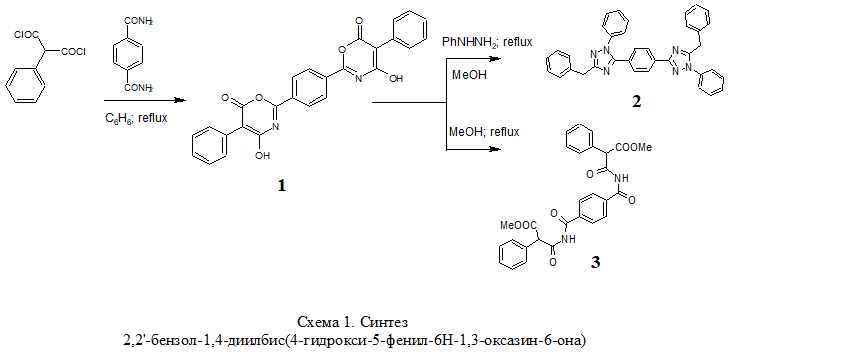 COCl
COCl
CONH2
CONH2
C6H6; reflux
O
O
N
OH
O
O
N
OH
1
PhNHNH2; reflux
MeOH
MeOH; reflux
N
N
N
N
N
N
2
COOMe
O
NH
O
O
MeOOC
NH
O
3
Схема 1. Синтез
2,2'-бензол-1,4-диилбис(4-гидрокси-5-фенил-6Н-1,3-оксазин-6-она)